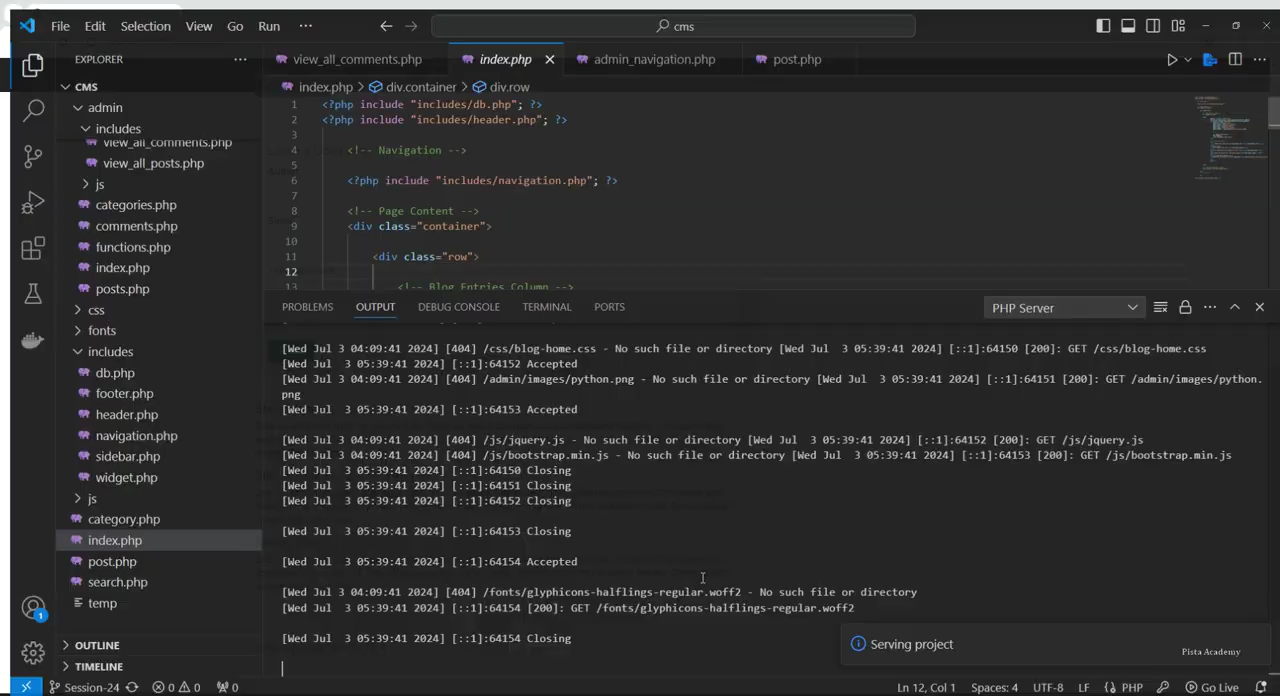 File Edit Selection View Go Run ··· cms
EXPLORER ···
view_all_comments.php index.php admin_navigation.php post.php
CMS
index.php > div.container > div.row
admin
includes
view_all_comments.php
view_all_posts.php
js
categories.php
comments.php
functions.php
index.php
posts.php
css
fonts
includes
db.php
footer.php
header.php
navigation.php
sidebar.php
widget.php
js
category.php
index.php
post.php
search.php
temp
OUTLINE
TIMELINE
1 <?php include "includes/db.php"; ?>
2 <?php include "includes/header.php"; ?>
3
4 <!-- Navigation -->
5
6 <?php include "includes/navigation.php"; ?>
7
8 <!-- Page Content -->
9 <div class="container">
10
11 <div class="row">
12
13 <!-- Blog Entries Column -->
PROBLEMS OUTPUT DEBUG CONSOLE TERMINAL PORTS PHP Server
[Wed Jul 3 04:09:41 2024] [404] /css/blog-home.css - No such file or directory [Wed Jul  3 05:39:41 2024] [::1]:64150 [200]: GET /css/blog-home.css
[Wed Jul  3 05:39:41 2024] [::1]:64152 Accepted
[Wed Jul 3 04:09:41 2024] [404] /admin/images/python.png - No such file or directory [Wed Jul  3 05:39:41 2024] [::1]:64151 [200]: GET /admin/images/python.
png
[Wed Jul  3 05:39:41 2024] [::1]:64153 Accepted
[Wed Jul 3 04:09:41 2024] [404] /js/jquery.js - No such file or directory [Wed Jul  3 05:39:41 2024] [::1]:64152 [200]: GET /js/jquery.js
[Wed Jul 3 04:09:41 2024] [404] /js/bootstrap.min.js - No such file or directory [Wed Jul  3 05:39:41 2024] [::1]:64153 [200]: GET /js/bootstrap.min.js
[Wed Jul  3 05:39:41 2024] [::1]:64150 Closing
[Wed Jul  3 05:39:41 2024] [::1]:64151 Closing
[Wed Jul  3 05:39:41 2024] [::1]:64152 Closing
[Wed Jul  3 05:39:41 2024] [::1]:64153 Closing
[Wed Jul  3 05:39:41 2024] [::1]:64154 Accepted
[Wed Jul 3 04:09:41 2024] [404] /fonts/glyphicons-halflings-regular.woff2 - No such file or directory
[Wed Jul  3 05:39:41 2024] [::1]:64154 [200]: GET /fonts/glyphicons-halflings-regular.woff2
[Wed Jul  3 05:39:41 2024] [::1]:64154 Closing
Serving project
Pista Academy
1
Session-24 0 0 0 Ln 12, Col 1 Spaces: 4 UTF-8 LF {} PHP Go Live